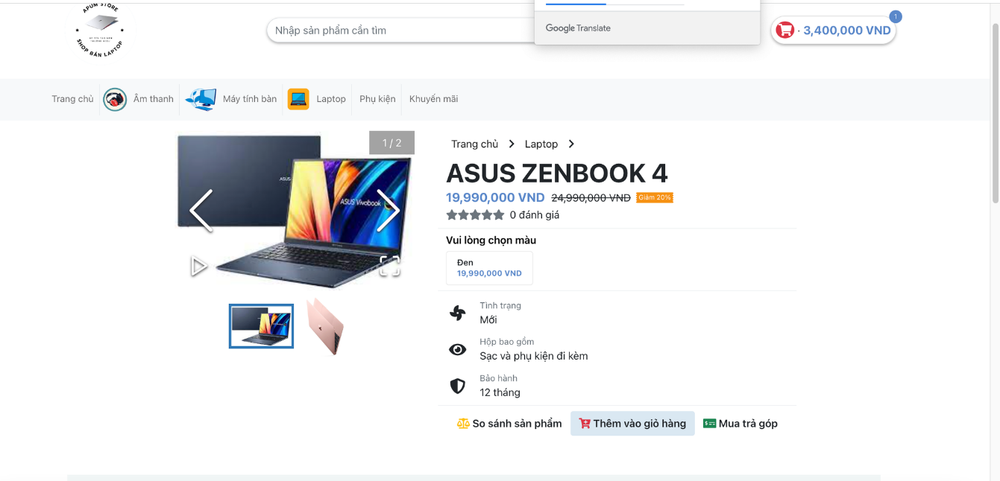 APUM STORE
SHOP BÁN LAPTOP
Nhập sản phẩm cần tìm
Google Translate
· 3,400,000 VND
1
Trang chủ
Âm thanh
Máy tính bàn
Laptop
Phụ kiện
Khuyến mãi
1 / 2
ASUS Vivobook
Trang chủ
Laptop
ASUS ZENBOOK 4
19,990,000 VND 24,990,000 VND Giảm 20%
0 đánh giá
Vui lòng chọn màu
Đen
19,990,000 VND
Tình trạng
Mới
Hộp bao gồm
Sạc và phụ kiện đi kèm
Bảo hành
12 tháng
So sánh sản phẩm
Thêm vào giỏ hàng
Mua trả góp